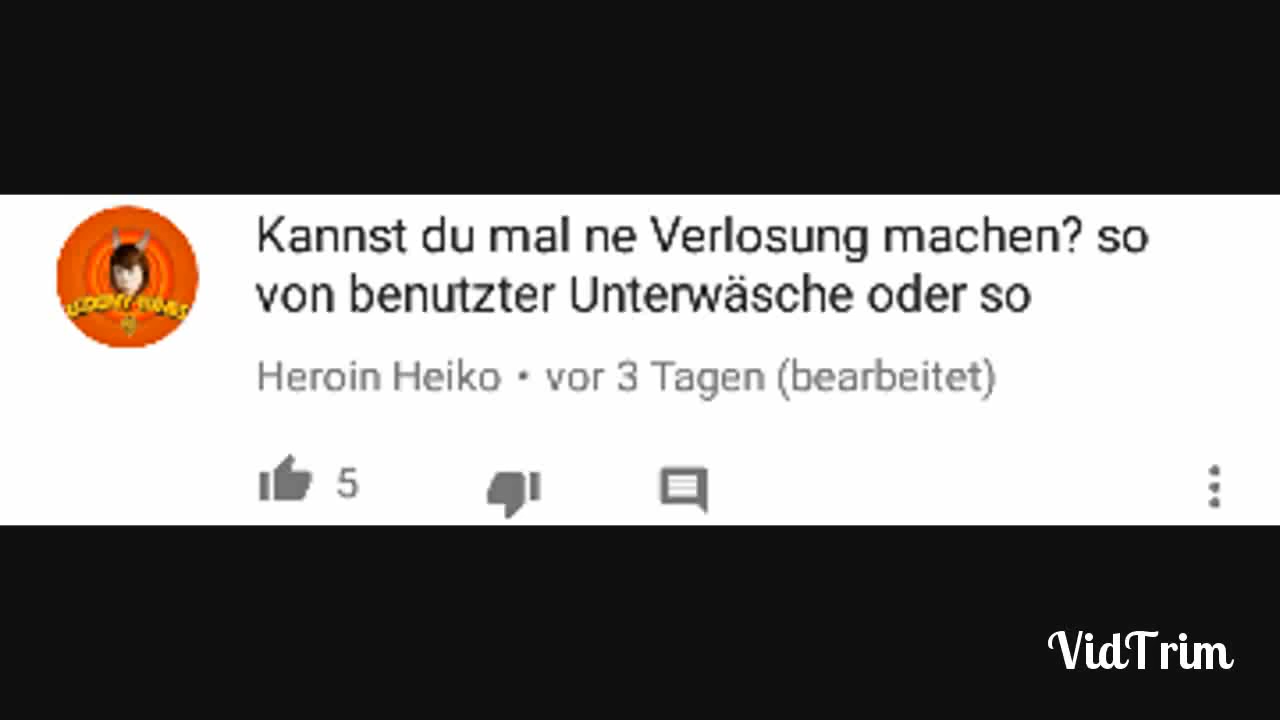 Kannst du mal ne Verlosung machen? so
von benutzter Unterwäsche oder so
Heroin Heiko • vor 3 Tagen (bearbeitet)
5
VidTrim